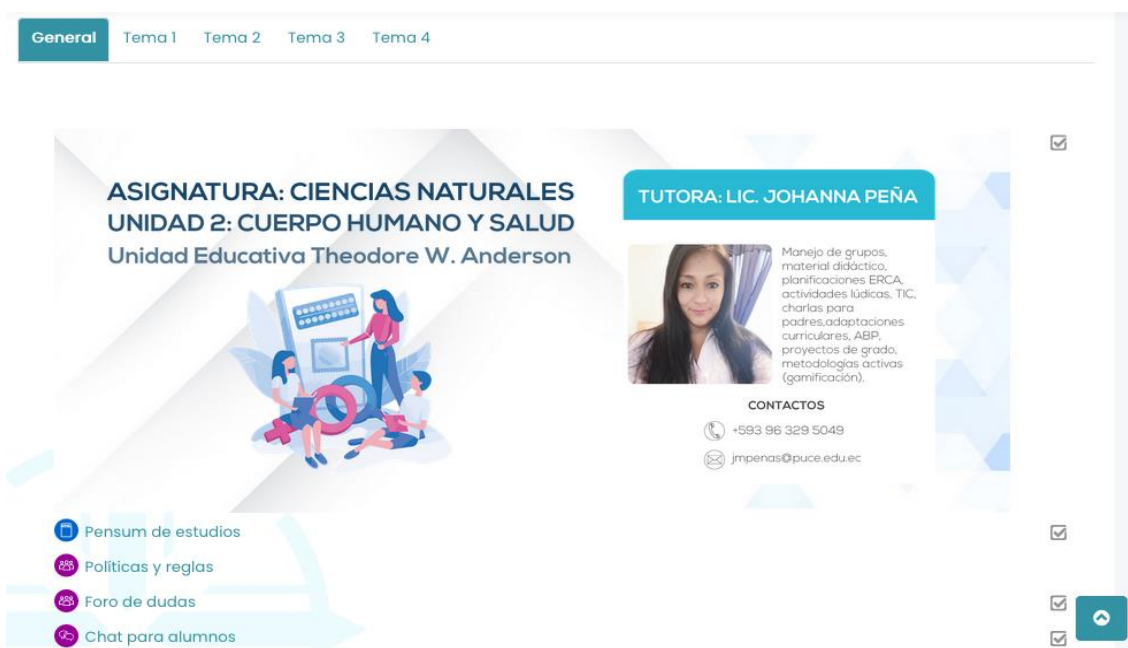 General Tema 1 Tema 2 Tema 3 Tema 4
ASIGNATURA: CIENCIAS NATURALES
UNIDAD 2: CUERPO HUMANO Y SALUD
Unidad Educativa Theodore W. Anderson
TUTORA: LIC. JOHANNA PEÑA
Manejo de grupos,
material didáctico,
planificaciones ERCA,
actividades lúdicas, TIC,
charlas para
padres,adaptaciones
curriculares, ABP,
proyectos de grado,
metodologías activas
(gamificación).
CONTACTOS
+593 96 329 5049
jmpenas@puce.edu.ec
Pensum de estudios
Políticas y reglas
Foro de dudas
Chat para alumnos